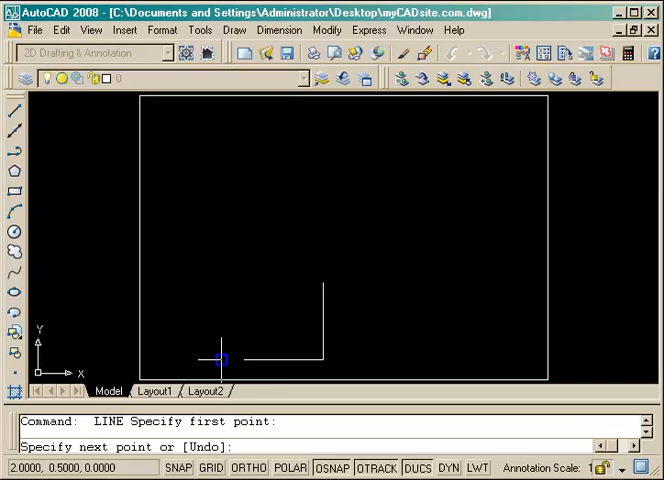 AutoCAD 2008 - [C:\Documents and Settings\Administrator\Desktop\myCADsite.com.dwg]
File Edit View Insert Format Tools Draw Dimension Modify Express Window Help
2D Drafting & Annotation
0
Y
X
Model Layout1 Layout2
Command:  LINE Specify first point:
Specify next point or [Undo]:
2.0000, 0.5000, 0.0000 SNAP GRID ORTHO POLAR OSNAP OTRACK DUCS DYN LWT Annotation Scale: